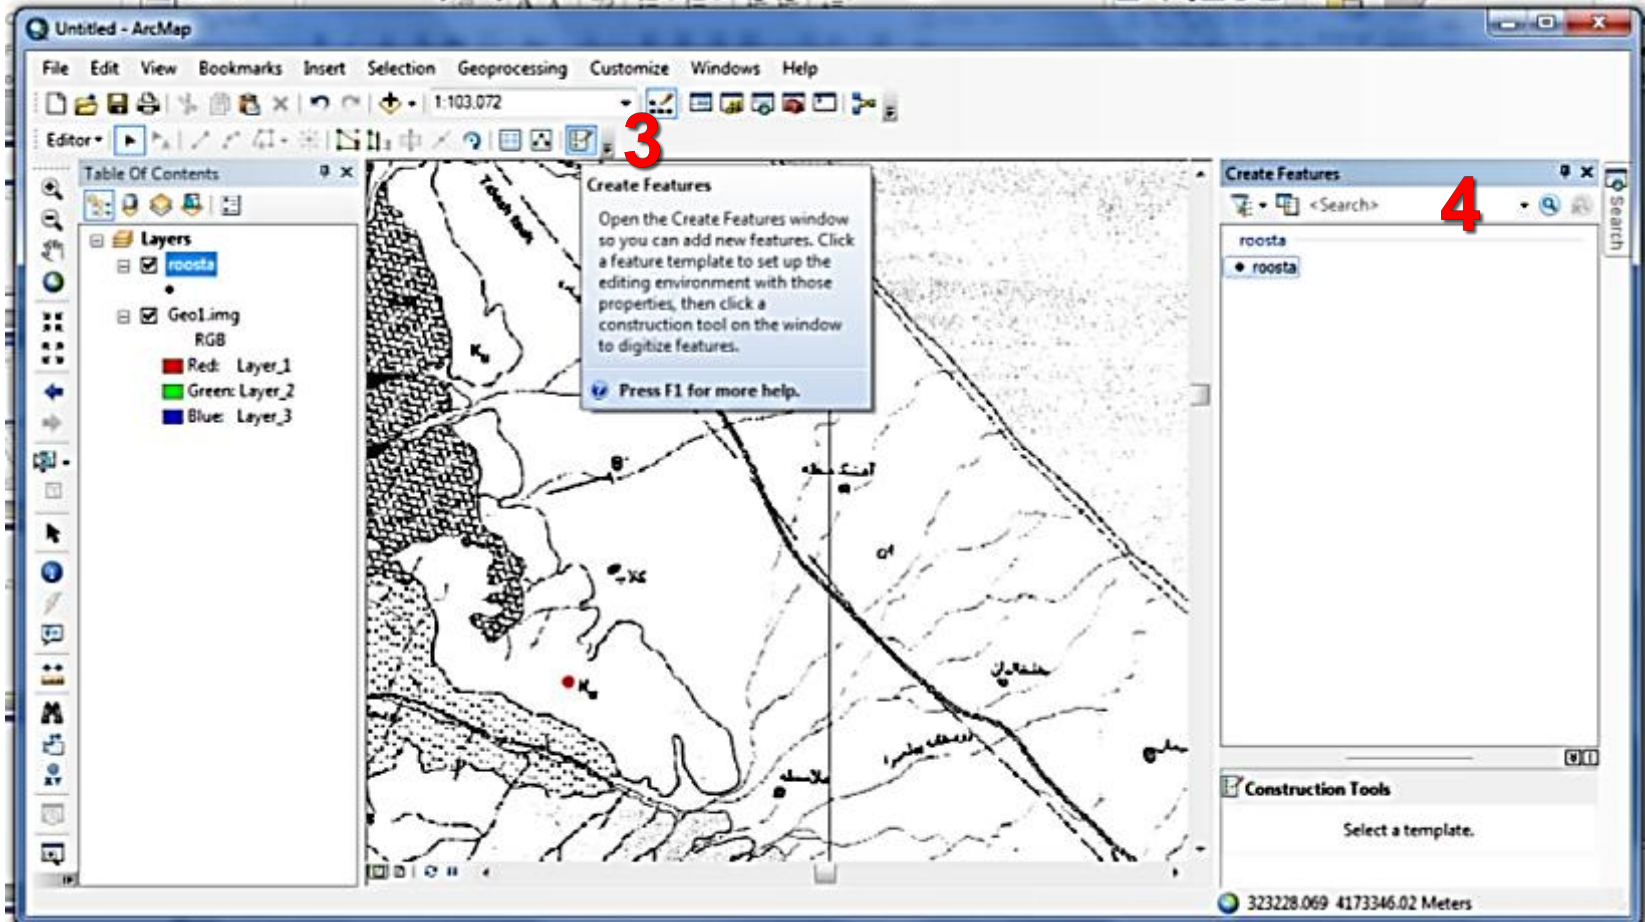 Untitled - ArcMap
File Edit View Bookmarks Insert Selection Geoprocessing Customize Windows Help
1:103.072
Editor
3
Table Of Contents
Layers
roosta
Geo1.img
RGB
Red: Layer_1
Green: Layer_2
Blue: Layer_3
Create Features
Open the Create Features window
so you can add new features. Click
a feature template to set up the
editing environment with those
properties, then click a
construction tool on the window
to digitize features.
Press F1 for more help.
Ku
B
کلاب
Ku
Create Features
4
<Search>
Search
roosta
roosta
Construction Tools
Select a template.
323228.069 4173346.02 Meters